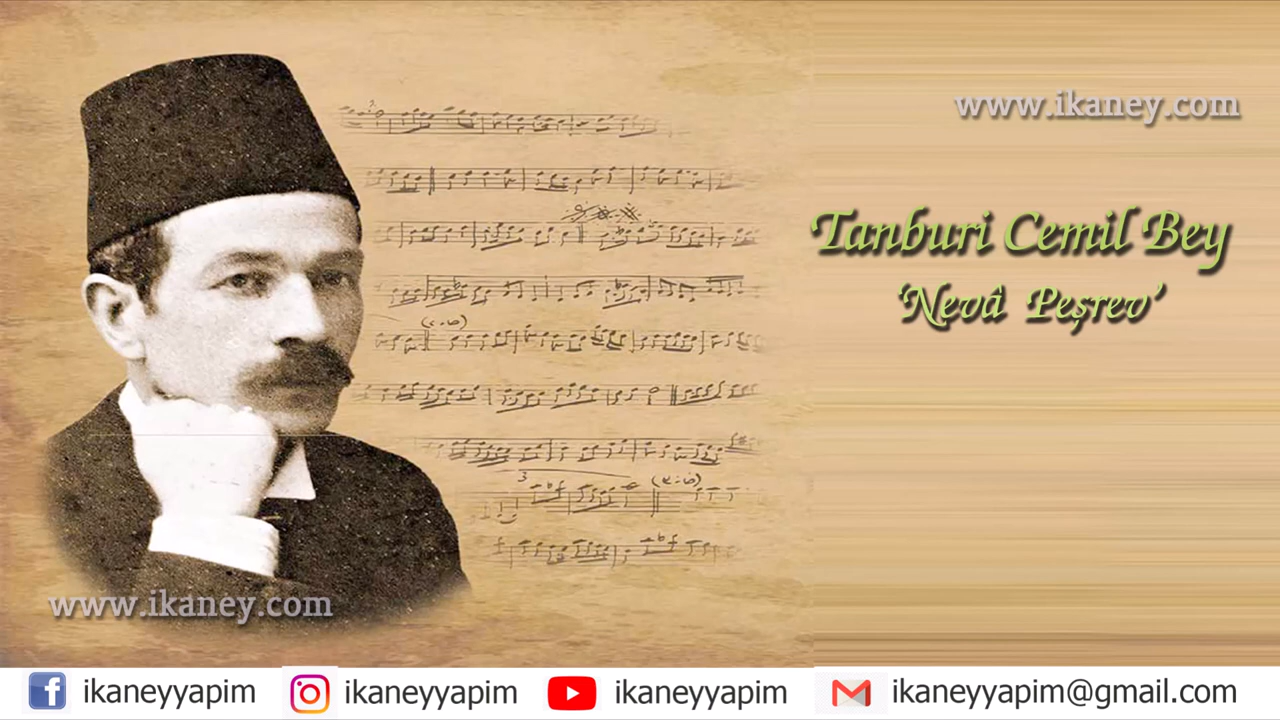 www.ikaney.com
Tanburi Cemil Bey
'Nevâ Peşrev'
www.ikaney.com
ikaneyyapim
ikaneyyapim
ikaneyyapim
ikaneyyapim@gmail.com